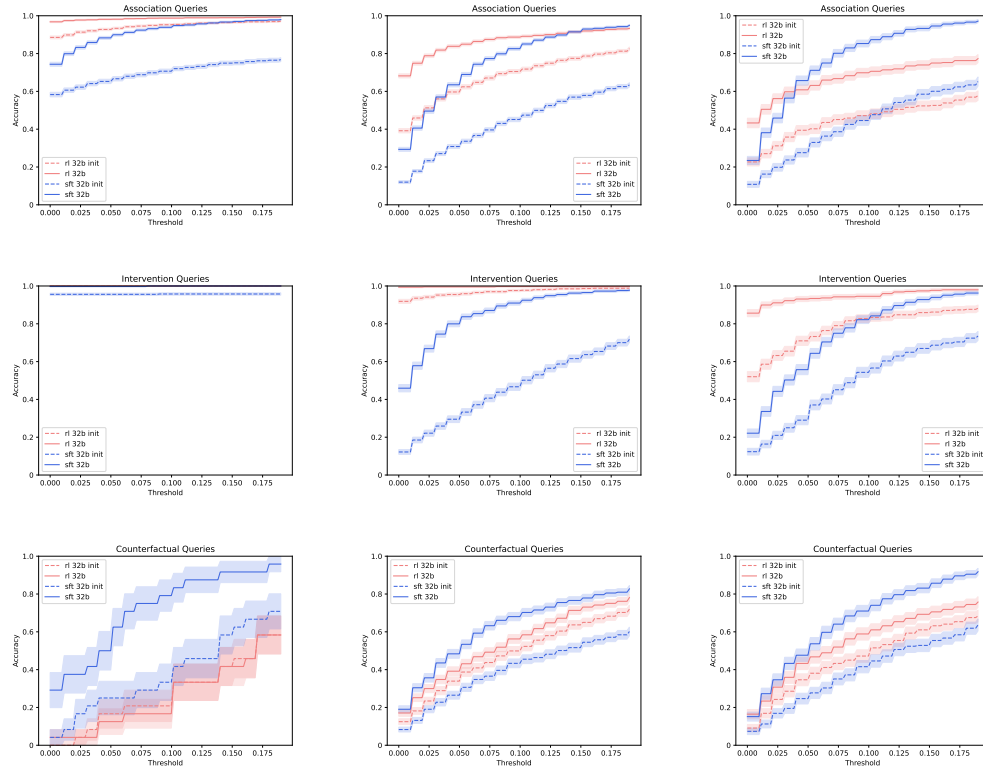 Association Queries
1.0
0.8
0.6
0.4
0.2
0
Accuracy
rl 32b init
rl 32b
sft 32b init
sft 32b
0.000 0.025 0.050 0.075 0.100 0.125 0.150 0.175
Threshold
Association Queries
1.0
0.8
0.6
0.4
0.2
0
Accuracy
rl 32b init
rl 32b
sft 32b init
sft 32b
0.000 0.025 0.050 0.075 0.100 0.125 0.150 0.175
Threshold
Association Queries
1.0
0.8
0.6
0.4
0.2
0
Accuracy
rl 32b init
rl 32b
sft 32b init
sft 32b
0.000 0.025 0.050 0.075 0.100 0.125 0.150 0.175
Threshold
Intervention Queries
1.0
0.8
0.6
0.4
0.2
0
Accuracy
rl 32b init
rl 32b
sft 32b init
sft 32b
0.000 0.025 0.050 0.075 0.100 0.125 0.150 0.175
Threshold
Intervention Queries
1.0
0.8
0.6
0.4
0.2
0
Accuracy
rl 32b init
rl 32b
sft 32b init
sft 32b
0.000 0.025 0.050 0.075 0.100 0.125 0.150 0.175
Threshold
Intervention Queries
1.0
0.8
0.6
0.4
0.2
0
Accuracy
rl 32b init
rl 32b
sft 32b init
sft 32b
0.000 0.025 0.050 0.075 0.100 0.125 0.150 0.175
Threshold
Counterfactual Queries
1.0
0.8
0.6
0.4
0.2
0
Accuracy
rl 32b init
rl 32b
sft 32b init
sft 32b
0.000 0.025 0.050 0.075 0.100 0.125 0.150 0.175
Threshold
Counterfactual Queries
1.0
0.8
0.6
0.4
0.2
0
Accuracy
rl 32b init
rl 32b
sft 32b init
sft 32b
0.000 0.025 0.050 0.075 0.100 0.125 0.150 0.175
Threshold
Counterfactual Queries
1.0
0.8
0.6
0.4
0.2
0
Accuracy
rl 32b init
rl 32b
sft 32b init
sft 32b
0.000 0.025 0.050 0.075 0.100 0.125 0.150 0.175
Threshold